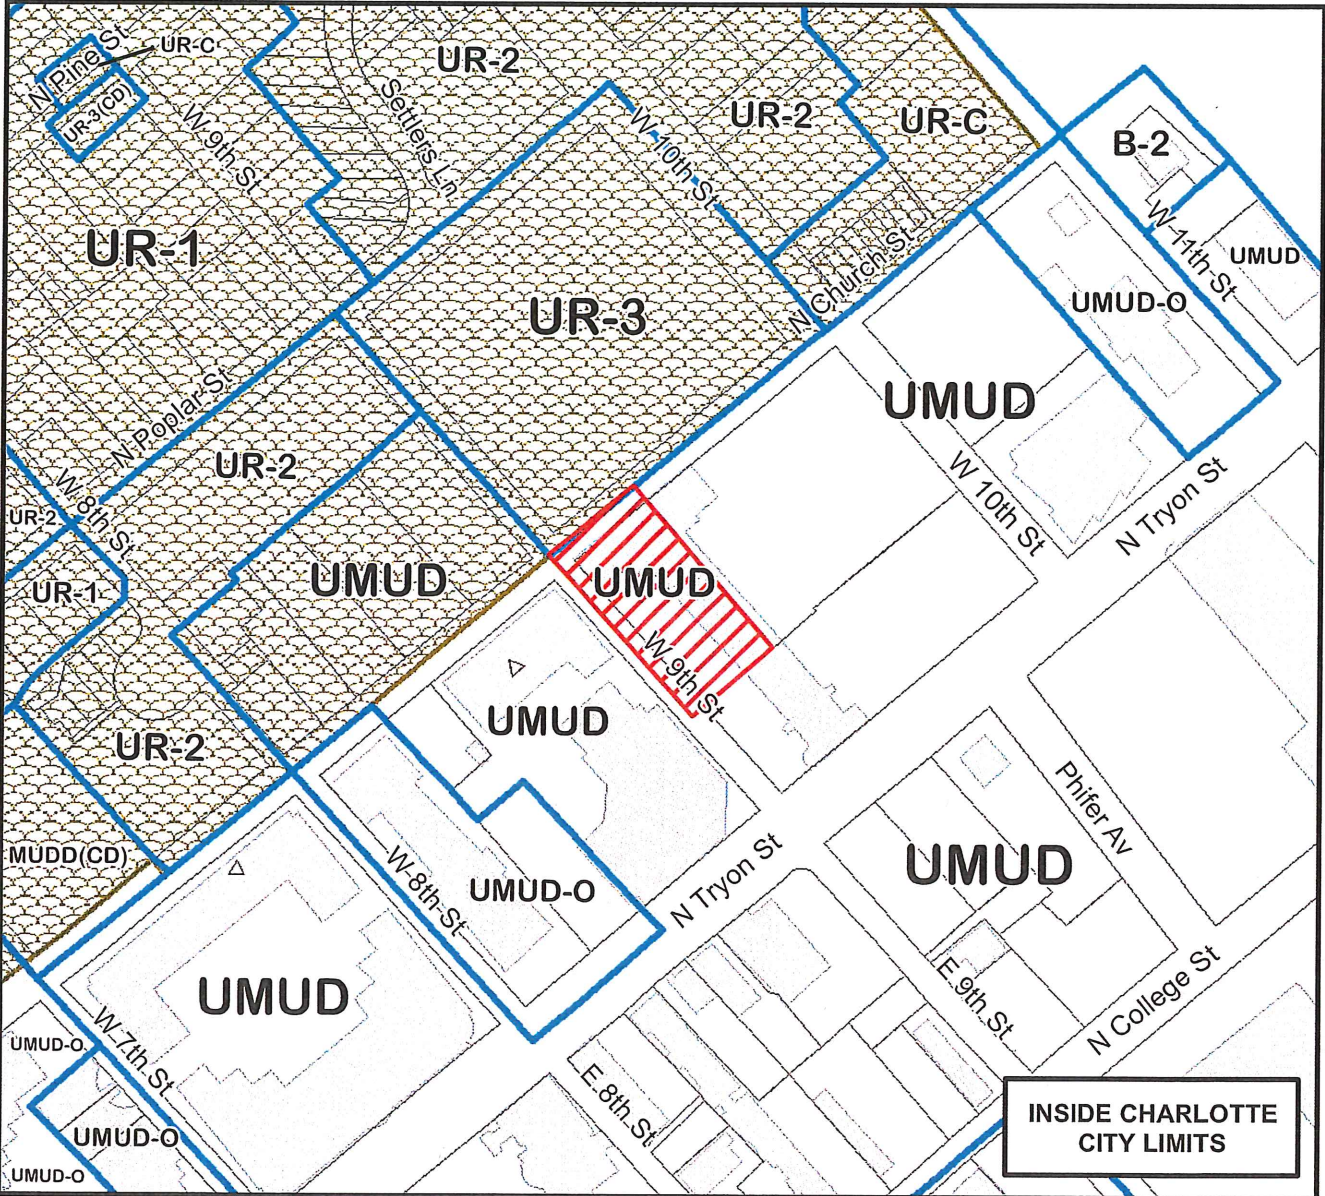 UR-C
N Pine St
UR-3(CD)
W 9th St
Settlers Ln
UR-2
W 10th St
UR-2
UR-C
B-2
W 11th St
UMUD
UMUD-O
UR-1
UR-3
N Church St
UMUD
N Poplar St
UR-2
W 8th St
UR-2
UR-1
UMUD
UMUD
W 9th St
W 10th St
N Tryon St
UR-2
UMUD
MUDD(CD)
W 8th St
UMUD-O
N Tryon St
Phifer Av
UMUD
UMUD
E 9th St
N College St
UMUD-O
W 7th St
UMUD-O
UMUD-O
E 8th St
INSIDE CHARLOTTE
CITY LIMITS